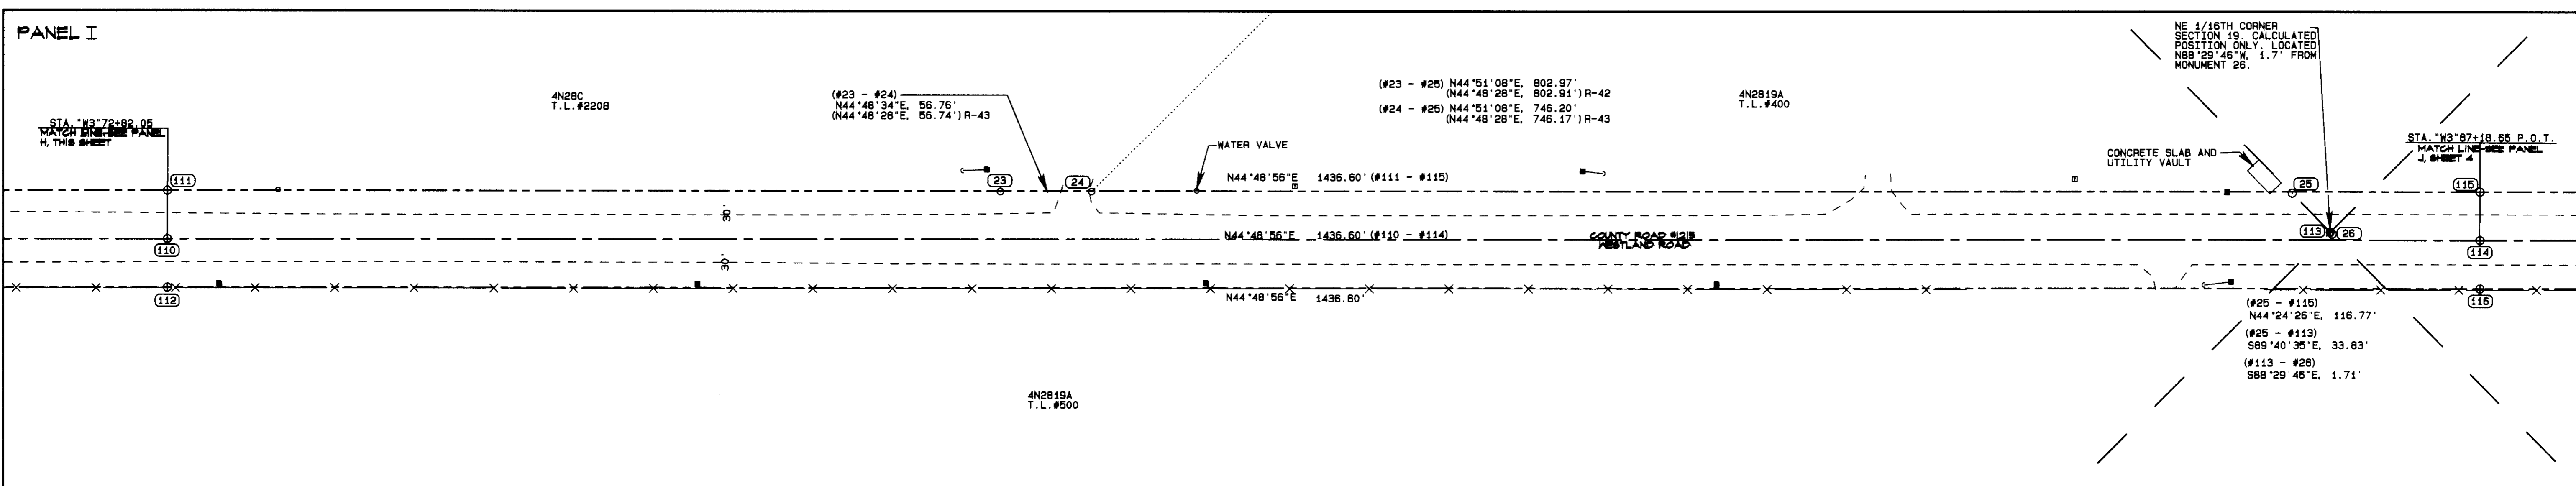 PANEL I
STA. "W3"72+82.05
MATCH LINE-SEE PANEL
H, THIS SHEET
111
110
112
4N28C
T.L.#2208
(#23 - #24)
N44°48'34"E, 56.76'
(N44°48'28"E, 56.74')R-43
23
24
WATER VALVE
30'
30'
(#23 - #25) N44°51'08"E, 802.97'
(N44°48'28"E, 802.91')R-42
(#24 - #25) N44°51'08"E, 746.20'
(N44°48'28"E, 746.17')R-43
N44°48'56"E 1436.60' (#111 - #115)
N44°48'56"E 1436.60' (#110 - #114)
N44°48'56"E 1436.60'
COUNTY ROAD #1215
WESTLAND ROAD
4N2819A
T.L.#400
4N2819A
T.L.#500
NE 1/16TH CORNER
SECTION 19. CALCULATED
POSITION ONLY. LOCATED
N88°29'46"W, 1.7' FROM
MONUMENT 26.
CONCRETE SLAB AND
UTILITY VAULT
25
113
26
STA. "W3"87+18.65 P.O.T.
MATCH LINE-SEE PANEL
J, SHEET 4
115
114
116
(#25 - #115)
N44°24'26"E, 116.77'
(#25 - #113)
S89°40'35"E, 33.83'
(#113 - #26)
S88°29'46"E, 1.71'